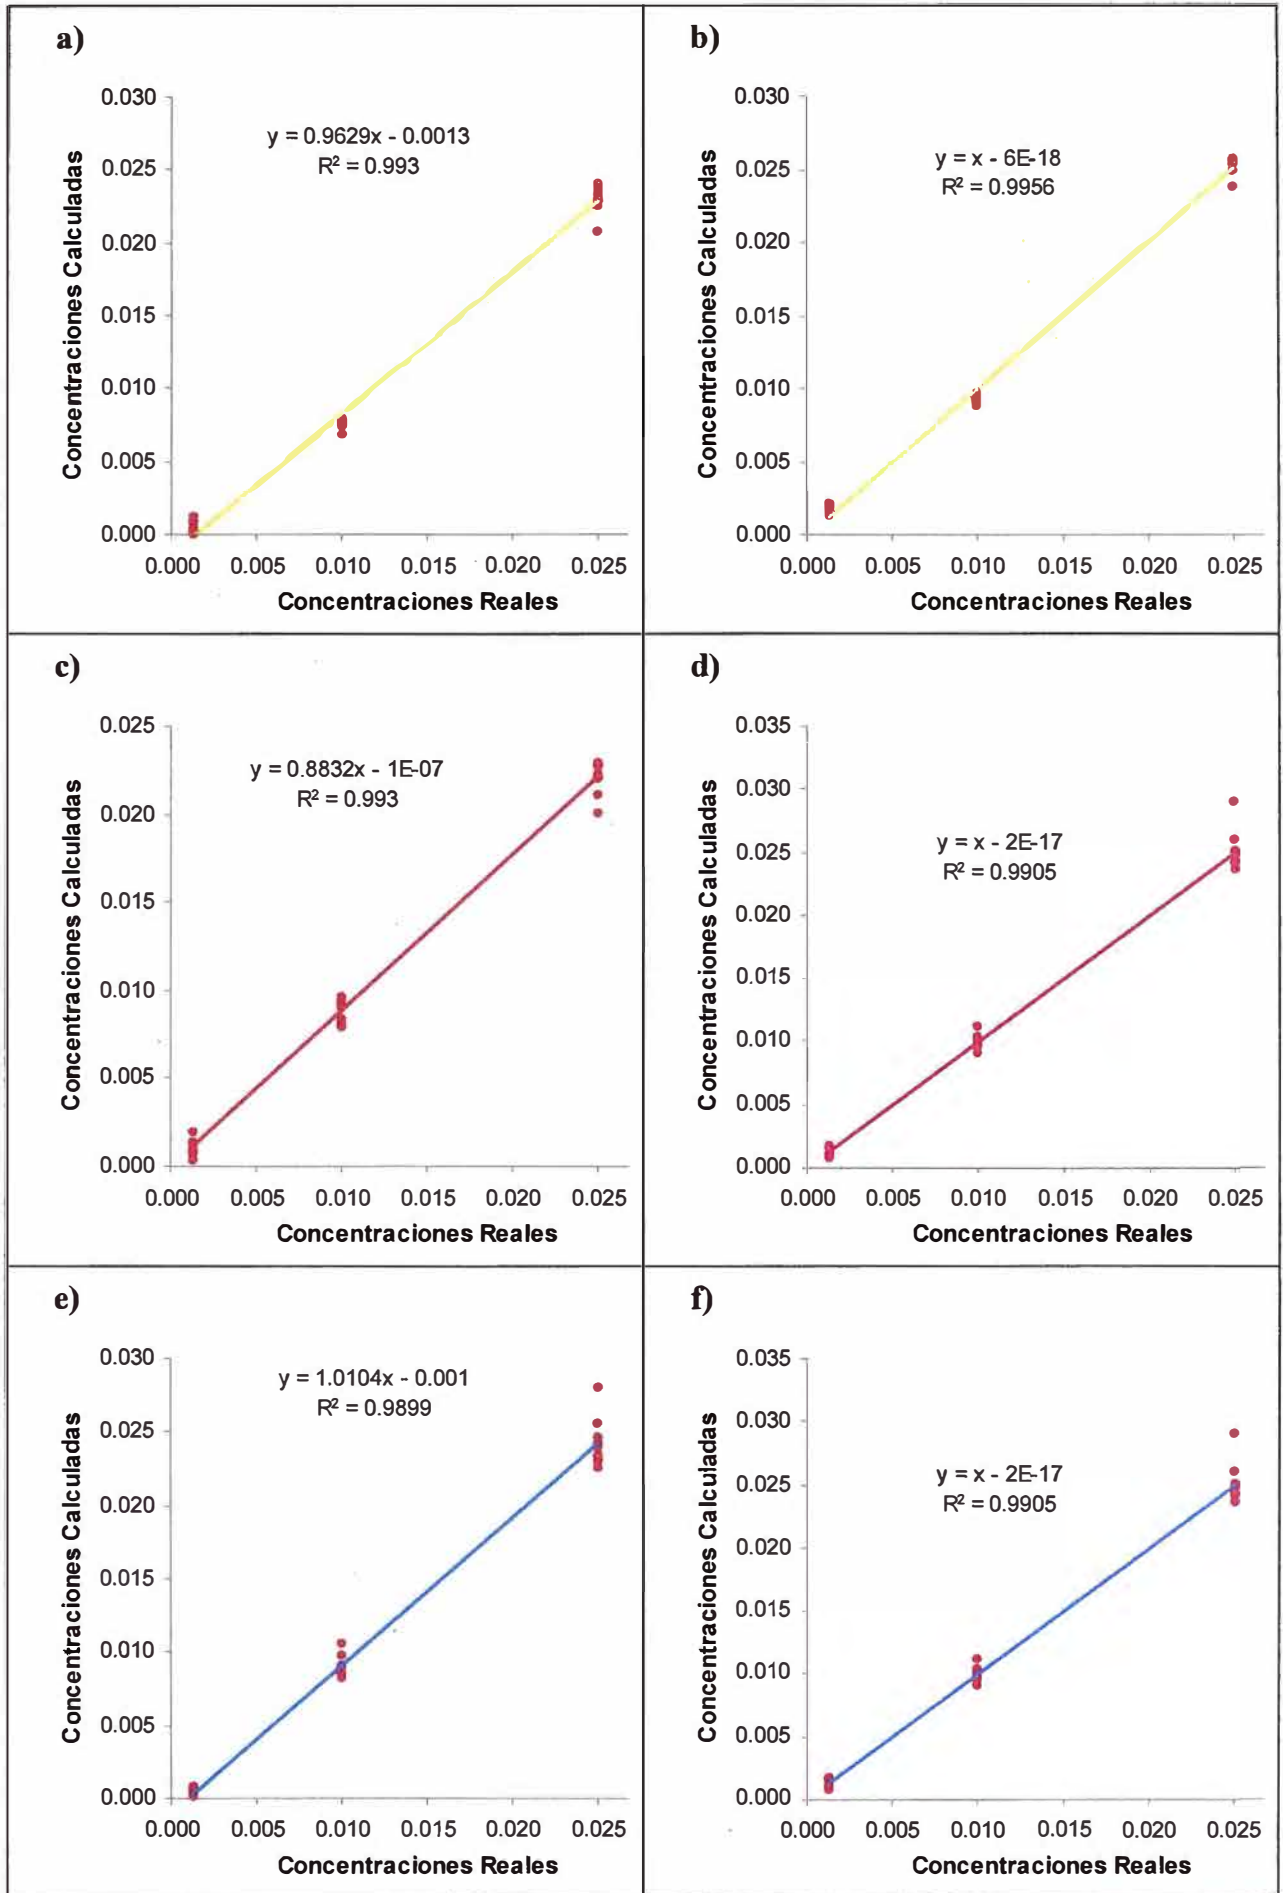 a)
0.030
0.025
0.020
0.015
0.010
0.005
0.000
Concentraciones Calculadas
y = 0.9629x - 0.0013
R² = 0.993
0.000 0.005 0.010 0.015 0.020 0.025
Concentraciones Reales
b)
0.030
0.025
0.020
0.015
0.010
0.005
0.000
Concentraciones Calculadas
y = x - 6E-18
R² = 0.9956
0.000 0.005 0.010 0.015 0.020 0.025
Concentraciones Reales
c)
0.025
0.020
0.015
0.010
0.005
0.000
Concentraciones Calculadas
y = 0.8832x - 1E-07
R² = 0.993
0.000 0.005 0.010 0.015 0.020 0.025
Concentraciones Reales
d)
0.035
0.030
0.025
0.020
0.015
0.010
0.005
0.000
Concentraciones Calculadas
y = x - 2E-17
R² = 0.9905
0.000 0.005 0.010 0.015 0.020 0.025
Concentraciones Reales
e)
0.030
0.025
0.020
0.015
0.010
0.005
0.000
Concentraciones Calculadas
y = 1.0104x - 0.001
R² = 0.9899
0.000 0.005 0.010 0.015 0.020 0.025
Concentraciones Reales
f)
0.035
0.030
0.025
0.020
0.015
0.010
0.005
0.000
Concentraciones Calculadas
y = x - 2E-17
R² = 0.9905
0.000 0.005 0.010 0.015 0.020 0.025
Concentraciones Reales